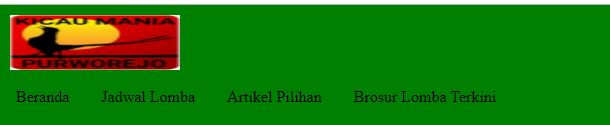 KICAU MANIA
PURWOREJO
Beranda Jadwal Lomba Artikel Pilihan Brosur Lomba Terkini